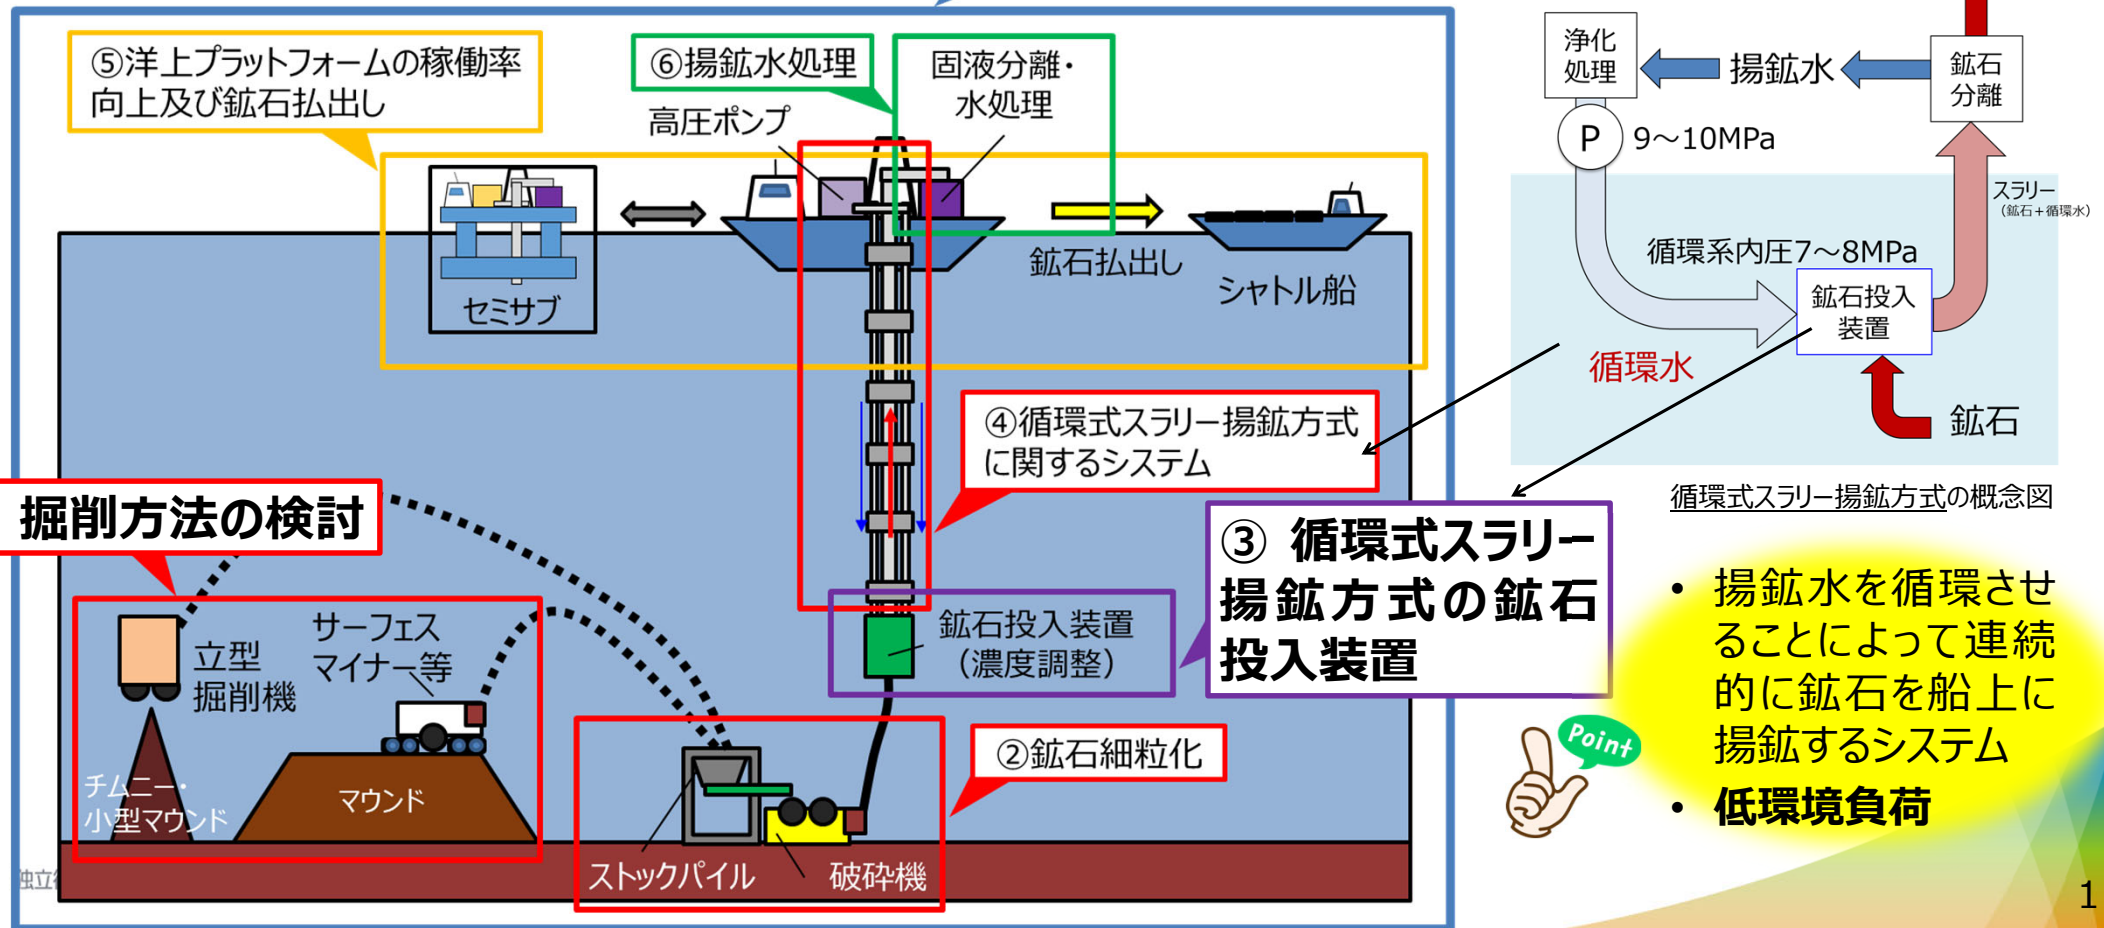 ⑤洋上プラットフォームの稼働率
向上及び鉱石払出し
⑥揚鉱水処理
固液分離・
水処理
高圧ポンプ
セミサブ
鉱石払出し
シャトル船
④循環式スラリー揚鉱方式
に関するシステム
掘削方法の検討
立型
掘削機
サーフェス
マイナー等
チムニー・
小型マウンド
マウンド
鉱石投入装置
（濃度調整）
②鉱石細粒化
ストックパイル
破砕機
③ 循環式スラリー
揚鉱方式の鉱石
投入装置
浄化
処理
揚鉱水
鉱石
分離
P
9～10MPa
スラリー
（鉱石＋循環水）
循環系内圧7～8MPa
鉱石投入
装置
循環水
鉱石
循環式スラリー揚鉱方式の概念図
• 揚鉱水を循環させ
ることによって連続
的に鉱石を船上に
揚鉱するシステム
• 低環境負荷
Point
独立
1